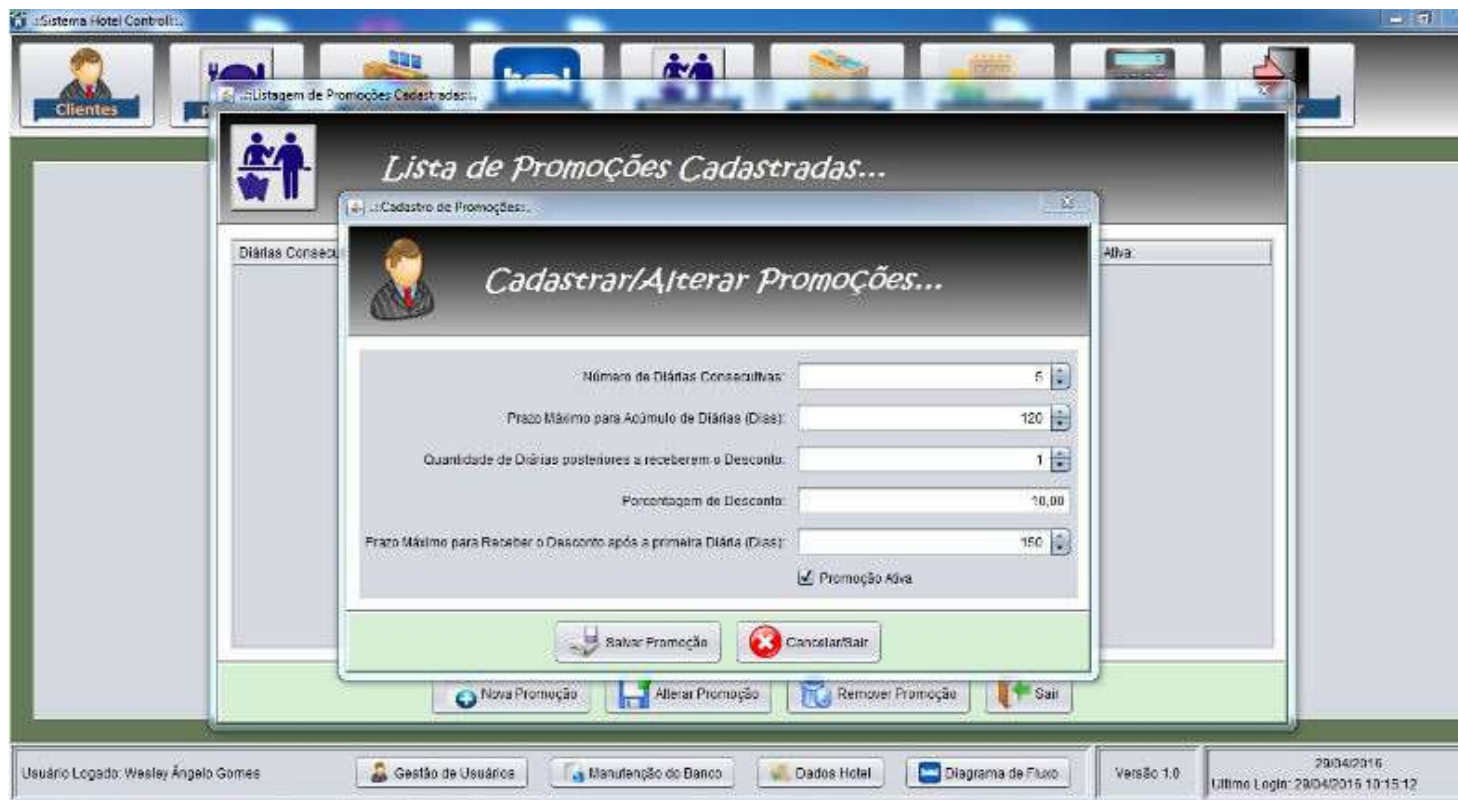 ..::Sistema Hotel Controll::..
Clientes
..::Listagem de Promoções Cadastradas::..
Lista de Promoções Cadastradas...
..::Cadastro de Promoções::..
Diárias Consecu
Ativa:
Cadastrar/Alterar Promoções...
Número de Diárias Consecutivas: 5
Prazo Máximo para Acúmulo de Diárias (Dias): 120
Quantidade de Diárias posteriores a receberem o Desconto: 1
Porcentagem de Desconto: 10,00
Prazo Máximo para Receber o Desconto após a primeira Diária (Dias): 150
Promoção Ativa
Salvar Promoção Cancelar/Sair
Nova Promoção Alterar Promoção Remover Promoção Sair
Usuário Logado: Wesley Ângelo Gomes Gestão de Usuários Manutenção do Banco Dados Hotel Diagrama de Fluxo Versão 1.0
29/04/2016
Ultimo Login: 29/04/2016 10:15:12